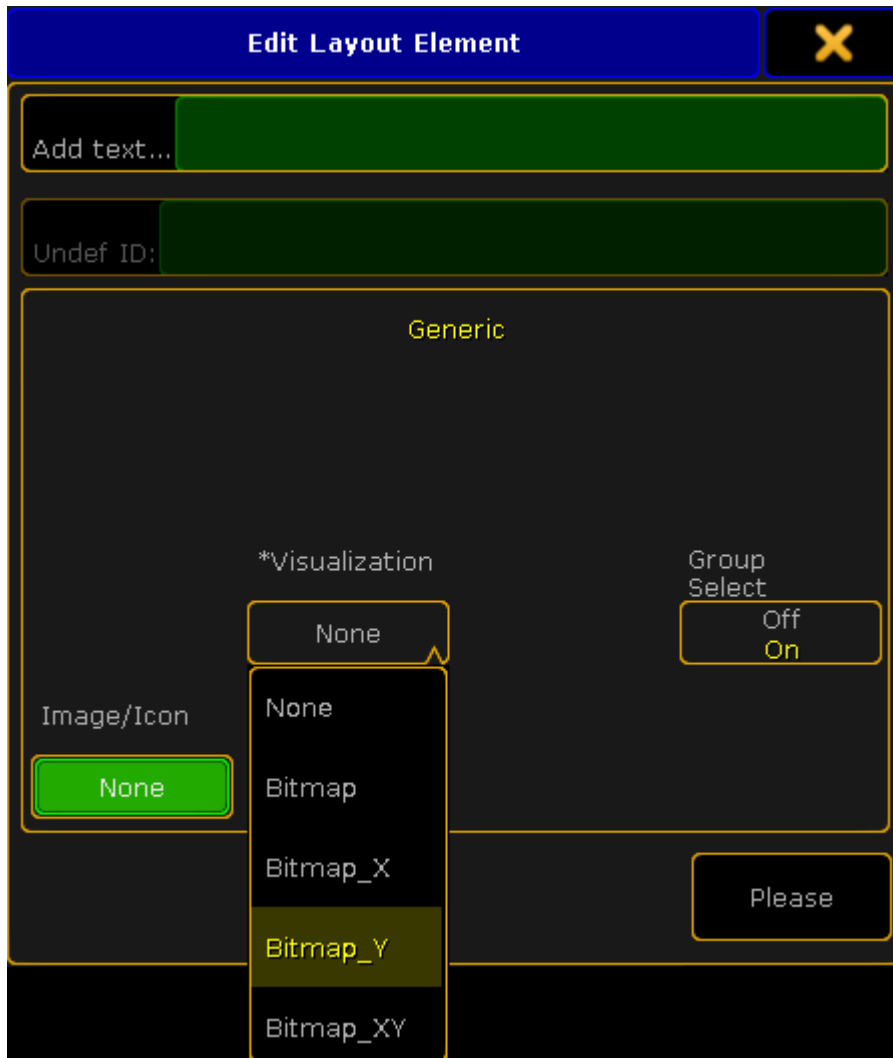 Edit Layout Element
Add text...
Undef ID:
Generic
*Visualization
Group
Select
None
Off
On
Image/Icon
None
None
Bitmap
Bitmap_X
Bitmap_Y
Bitmap_XY
Please